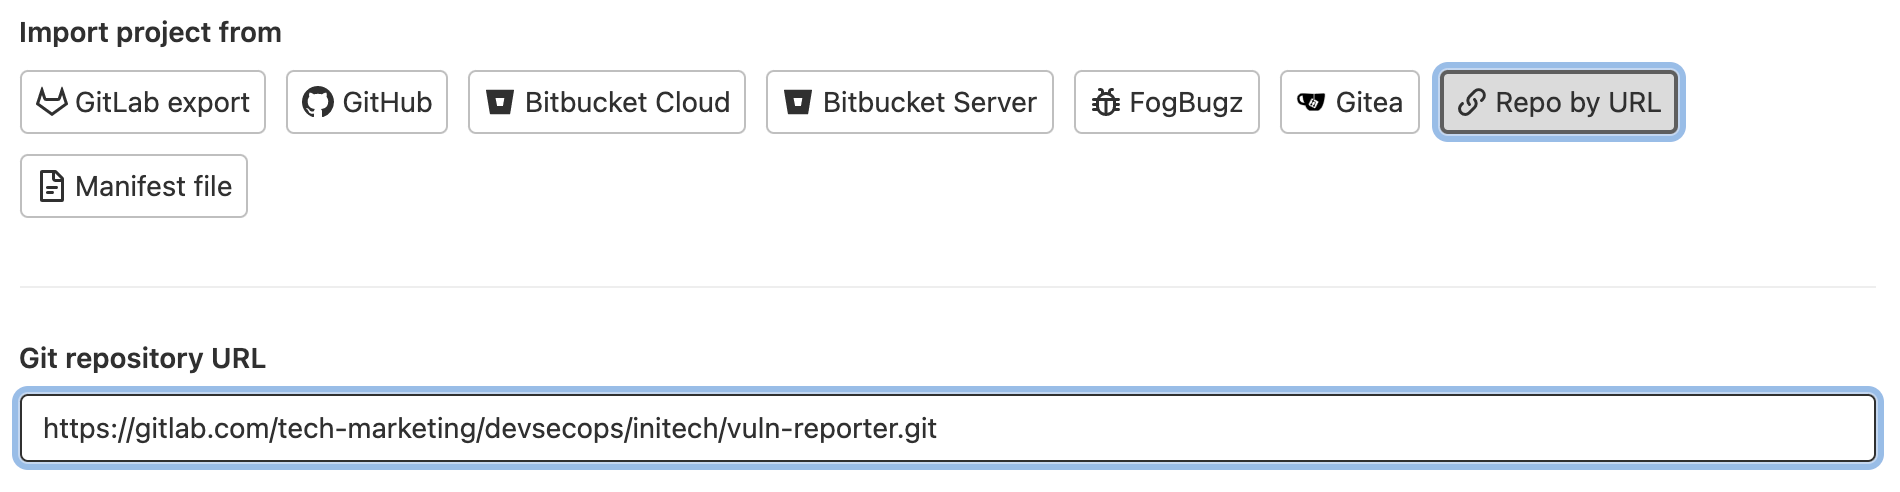 Import project from
GitLab export GitHub Bitbucket Cloud Bitbucket Server FogBugz Gitea Repo by URL
Manifest file
Git repository URL
https://gitlab.com/tech-marketing/devsecops/initech/vuln-reporter.git